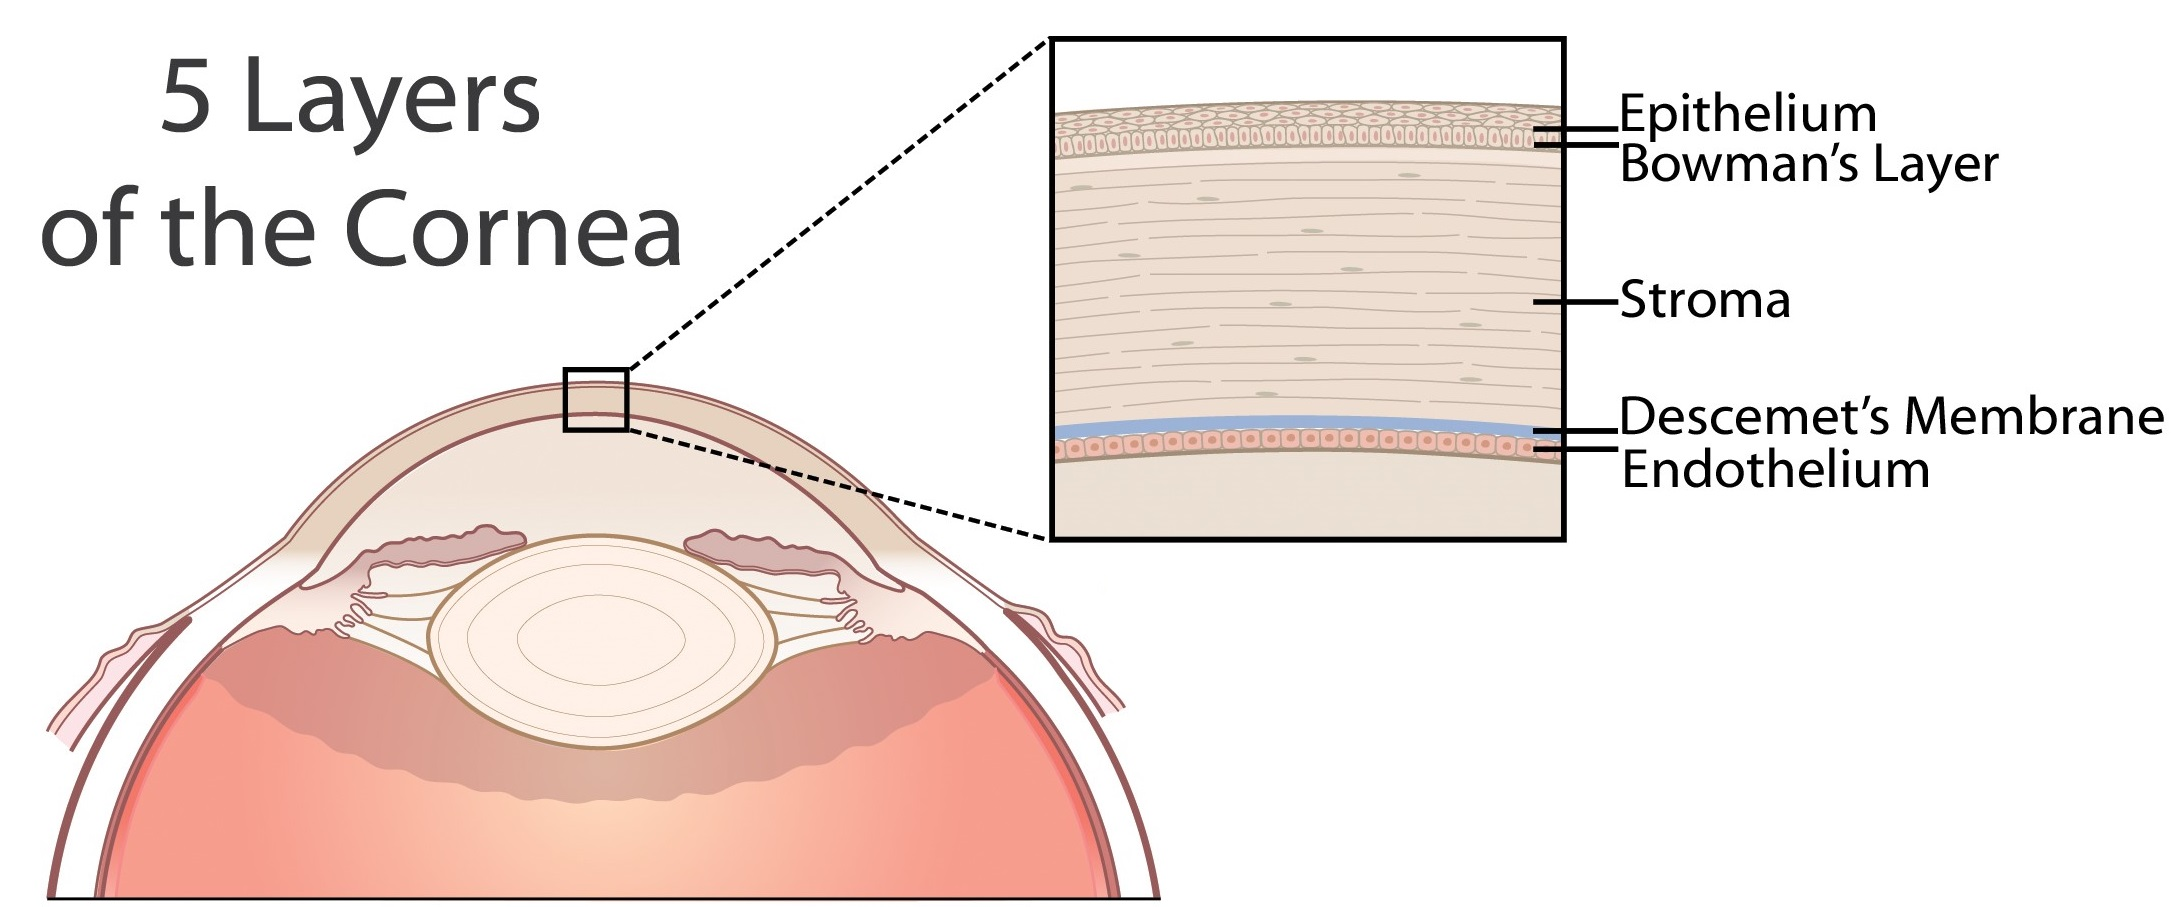 5 Layers
of the Cornea
Epithelium
Bowman’s Layer
Stroma
Descemet’s Membrane
Endothelium